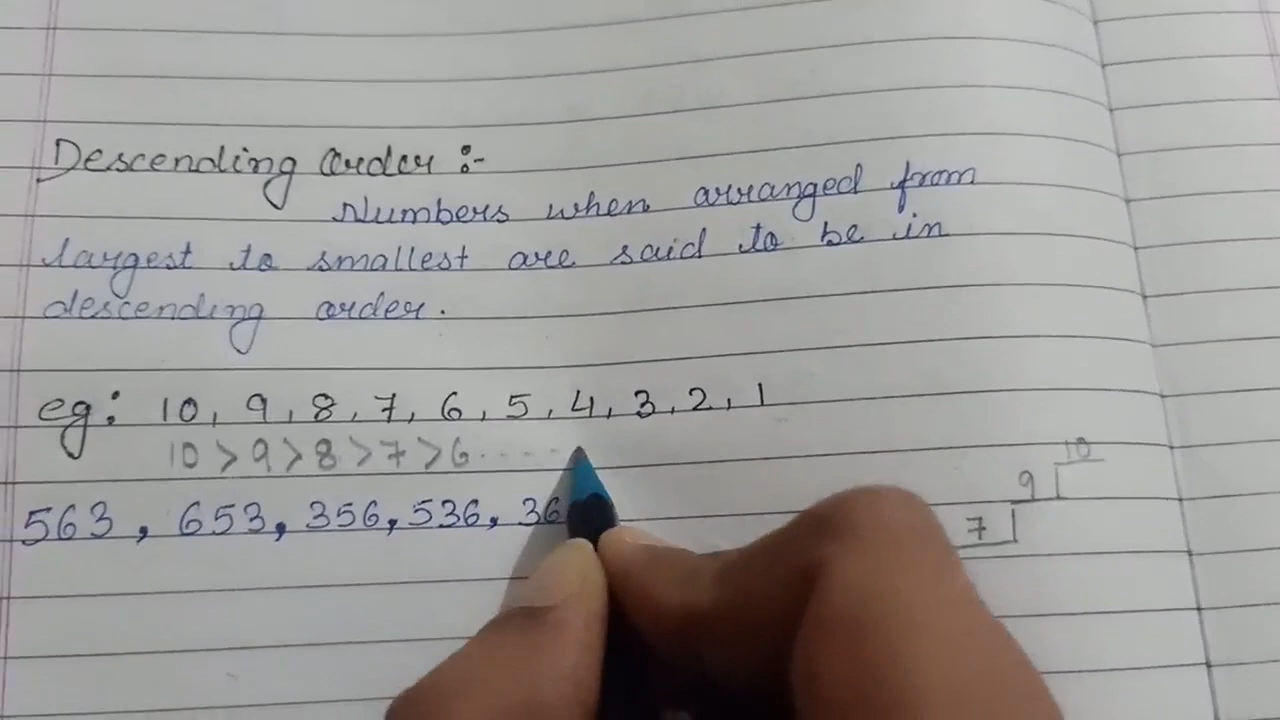 Descending order :-
Numbers when arranged from
largest to smallest are said to be in
descending order.
eg: 10, 9, 8, 7, 6, 5, 4, 3, 2, 1
10 > 9 > 8 > 7 > 6 . . . . .
10
9
563, 653, 356, 536, 36
7